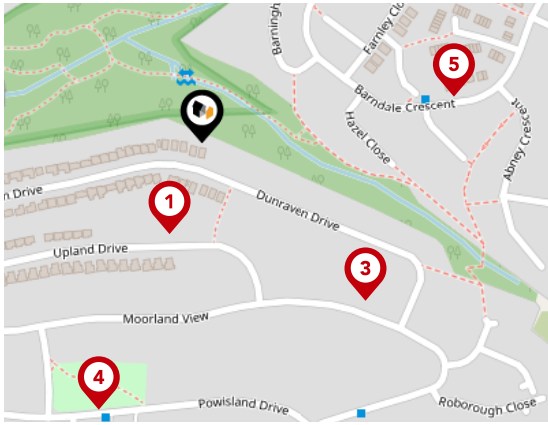 Barningh
Farnley Close
5
Barndale Crescent
Hazel Close
Abney Crescent
n Drive
1
Dunraven Drive
Upland Drive
3
Moorland View
4
Powisland Drive
Roborough Close